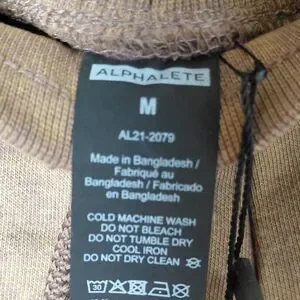 ALPHALETE
M
AL21-2079
Made in Bangladesh /
Fabriqué au
Bangladesh / Fabricado
en Bangladesh
COLD MACHINE WASH
DO NOT BLEACH
DO NOT TUMBLE DRY
COOL IRON
DO NOT DRY CLEAN
30